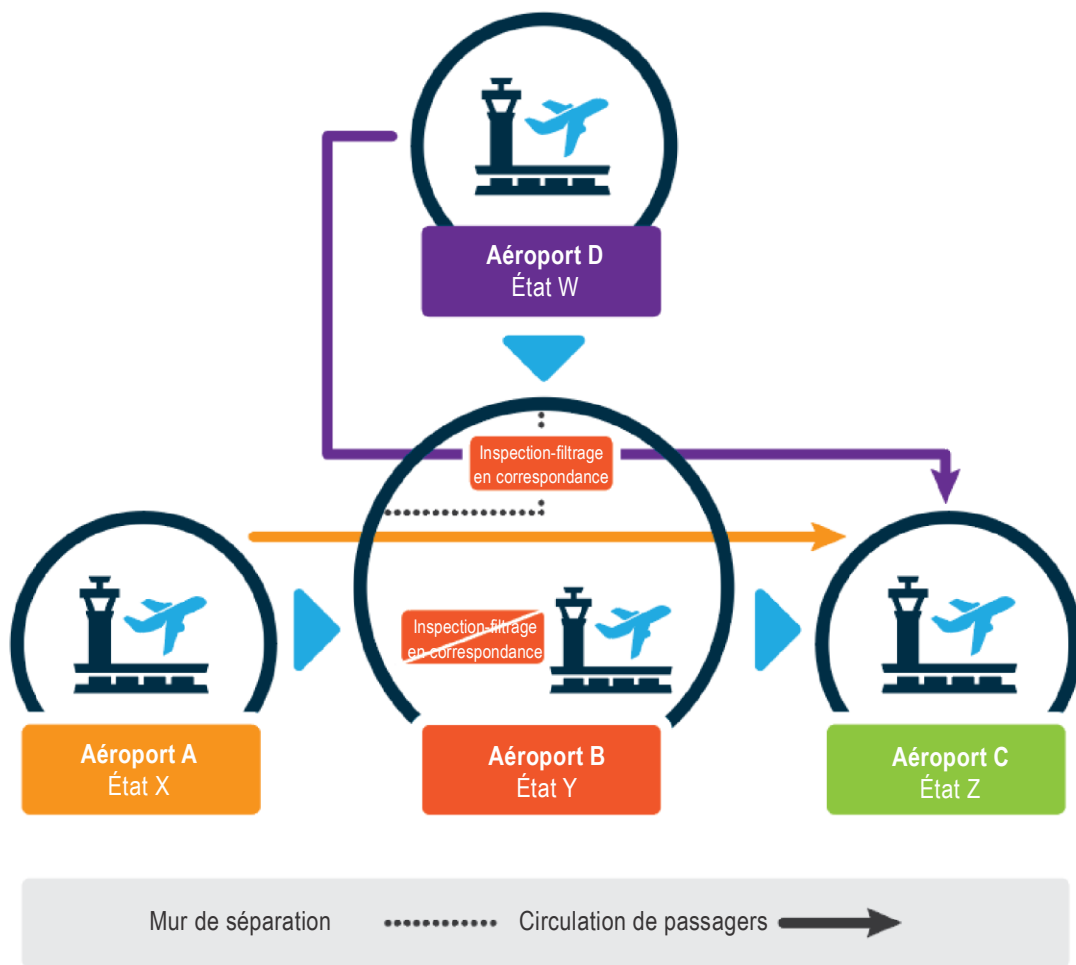 Aéroport D
État W
Inspection-filtrage
en correspondance
Inspection-filtrage
en correspondance
Aéroport A
État X
Aéroport B
État Y
Aéroport C
État Z
Mur de séparation
Circulation de passagers